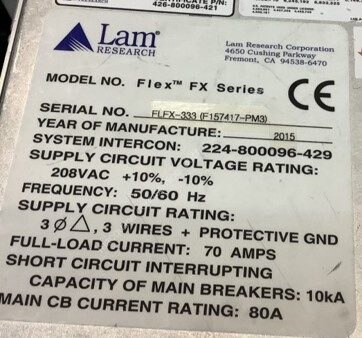 426-800096-421
Lam
RESEARCH
Lam Research Corporation
4650 Cushing Parkway
Fremont, CA 94538-6470
MODEL NO. Flex™ FX Series
CE
SERIAL NO. FLFX-333 (F157417-PM3)
YEAR OF MANUFACTURE: 2015
SYSTEM INTERCON: 224-800096-429
SUPPLY CIRCUIT VOLTAGE RATING:
208VAC +10%, -10%
FREQUENCY: 50/60 Hz
SUPPLY CIRCUIT RATING:
3 Ø △, 3 WIRES + PROTECTIVE GND
FULL-LOAD CURRENT: 70 AMPS
SHORT CIRCUIT INTERRUPTING
CAPACITY OF MAIN BREAKERS: 10kA
MAIN CB CURRENT RATING: 80A